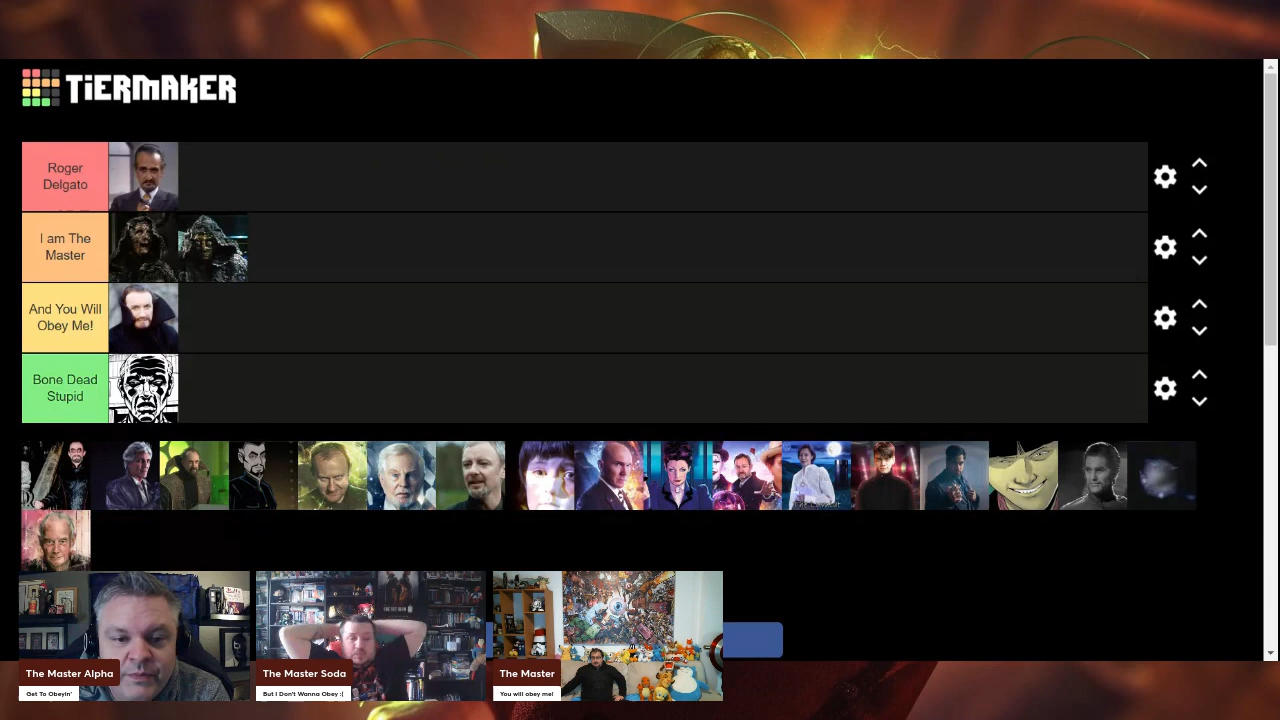 TiERMAKER
Roger
Delgato
I am The
Master
And You Will
Obey Me!
Bone Dead
Stupid
The Master Alpha
Get To Obeyin'
The Master Soda
But I Don't Wanna Obey :(
The Master
You will obey me!